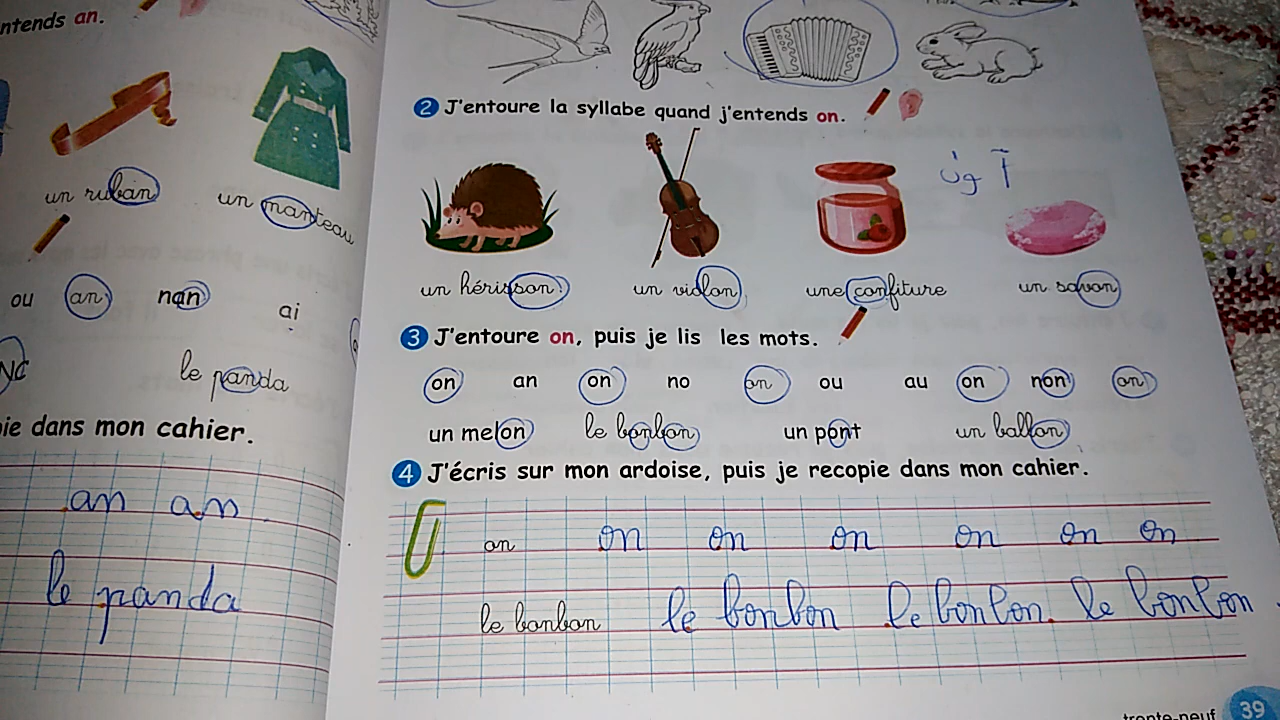 ntends an.
un ruban un manteau
ou an nan ai
le panda
ie dans mon cahier.
an an
le panda
2 J'entoure la syllabe quand j'entends on.
un hérisson un violon une confiture un savon
3 J'entoure on, puis je lis les mots.
on an on no on ou au on non on
un melon le bonbon un pont un ballon
4 J'écris sur mon ardoise, puis je recopie dans mon cahier.
on on on on on on on
le bonbon le bonbon le bonbon. le bonbon
trente-neuf 39